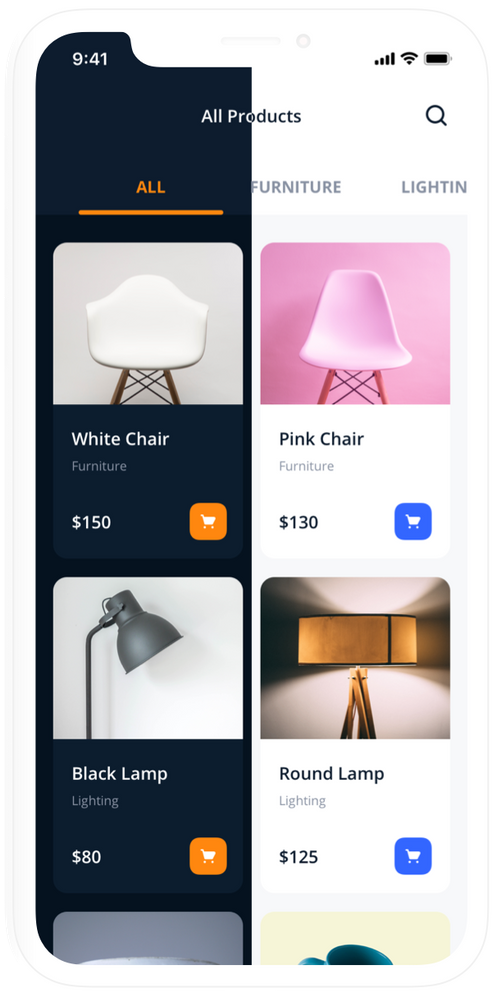 9:41
All Products
ALL FURNITURE LIGHTIN
White Chair
Furniture
$150
Pink Chair
Furniture
$130
Black Lamp
Lighting
$80
Round Lamp
Lighting
$125